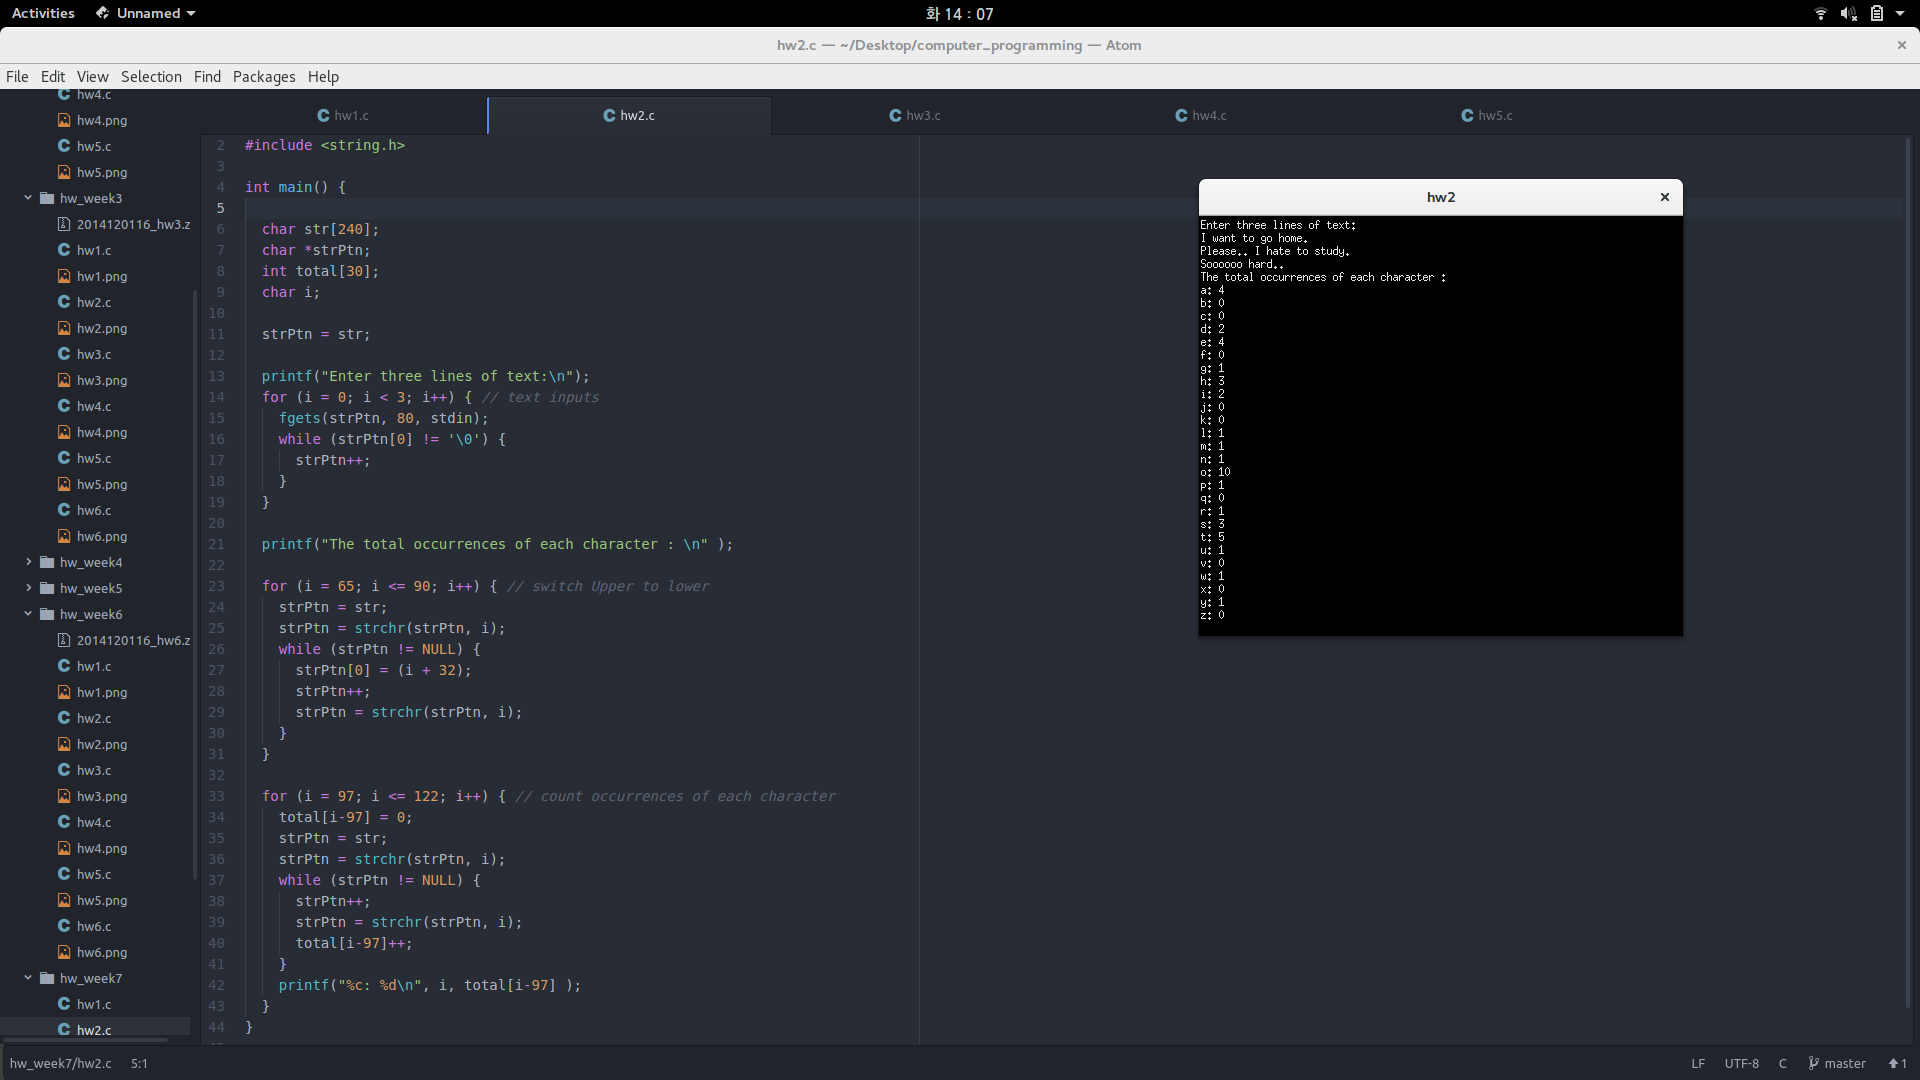 Activities Unnamed 화 14 : 07
hw2.c — ~/Desktop/computer_programming — Atom
File Edit View Selection Find Packages Help
hw4.c
hw4.png
hw5.c
hw5.png
hw_week3
2014120116_hw3.z
hw1.c
hw1.png
hw2.c
hw2.png
hw3.c
hw3.png
hw4.c
hw4.png
hw5.c
hw5.png
hw6.c
hw6.png
hw_week4
hw_week5
hw_week6
2014120116_hw6.z
hw1.c
hw1.png
hw2.c
hw2.png
hw3.c
hw3.png
hw4.c
hw4.png
hw5.c
hw5.png
hw6.c
hw6.png
hw_week7
hw1.c
hw2.c
hw1.c hw2.c hw3.c hw4.c hw5.c
2 #include <string.h>
3
4 int main() {
5
6 char str[240];
7 char *strPtn;
8 int total[30];
9 char i;
10
11 strPtn = str;
12
13 printf("Enter three lines of text:\n");
14 for (i = 0; i < 3; i++) { // text inputs
15 fgets(strPtn, 80, stdin);
16 while (strPtn[0] != '\0') {
17 strPtn++;
18 }
19 }
20
21 printf("The total occurrences of each character : \n" );
22
23 for (i = 65; i <= 90; i++) { // switch Upper to lower
24 strPtn = str;
25 strPtn = strchr(strPtn, i);
26 while (strPtn != NULL) {
27 strPtn[0] = (i + 32);
28 strPtn++;
29 strPtn = strchr(strPtn, i);
30 }
31 }
32
33 for (i = 97; i <= 122; i++) { // count occurrences of each character
34 total[i-97] = 0;
35 strPtn = str;
36 strPtn = strchr(strPtn, i);
37 while (strPtn != NULL) {
38 strPtn++;
39 strPtn = strchr(strPtn, i);
40 total[i-97]++;
41 }
42 printf("%c: %d\n", i, total[i-97] );
43 }
44 }
hw2
Enter three lines of text:
I want to go home.
Please.. I hate to study.
Soooooo hard..
The total occurrences of each character :
a: 4
b: 0
c: 0
d: 2
e: 4
f: 0
g: 1
h: 3
i: 2
j: 0
k: 0
l: 1
m: 1
n: 1
o: 10
p: 1
q: 0
r: 1
s: 3
t: 5
u: 1
v: 0
w: 1
x: 0
y: 1
z: 0
hw_week7/hw2.c 5:1 LF UTF-8 C master 1